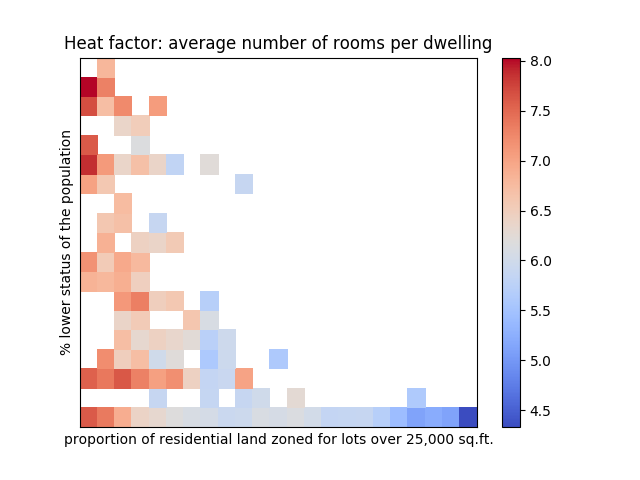 Heat factor: average number of rooms per dwelling
% lower status of the population
proportion of residential land zoned for lots over 25,000 sq.ft.
8.0
7.5
7.0
6.5
6.0
5.5
5.0
4.5